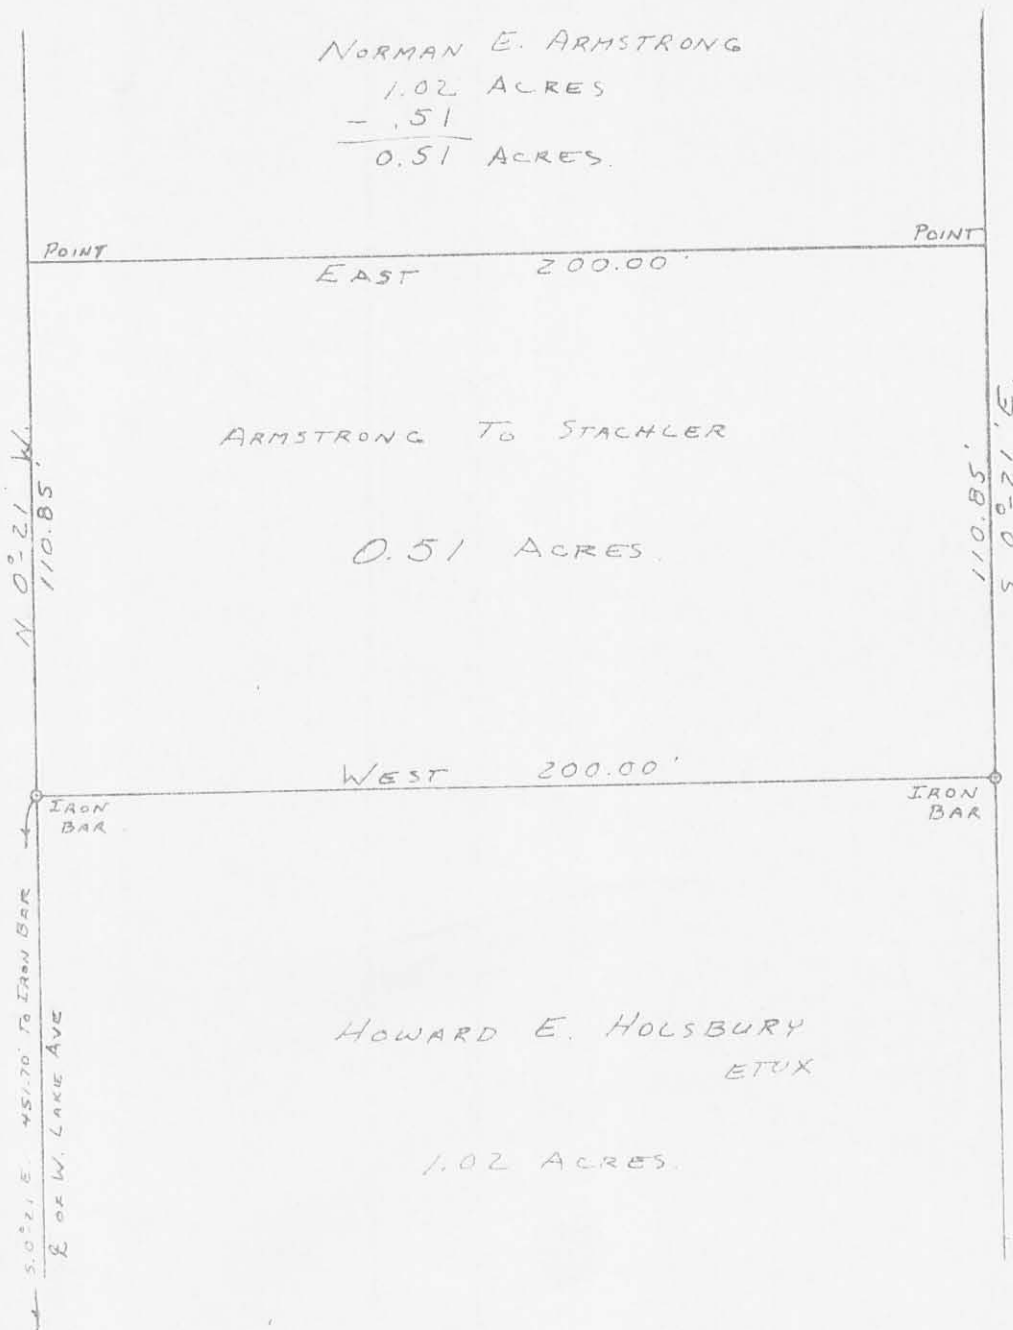 NORMAN E. ARMSTRONG
1.02 ACRES
- .51
0.51 ACRES.
POINT
POINT
EAST 200.00'
N 0°-21' W.
110.85'
ARMSTRONG TO STACHLER
0.51 ACRES.
110.85'
S 0°-21' E
WEST 200.00'
IRON
BAR
IRON
BAR
S. 0°-21' E. 451.70' TO IRON BAR
℄ OF W. LAKE AVE
HOWARD E. HOLSBURY
ETUX
1.02 ACRES.